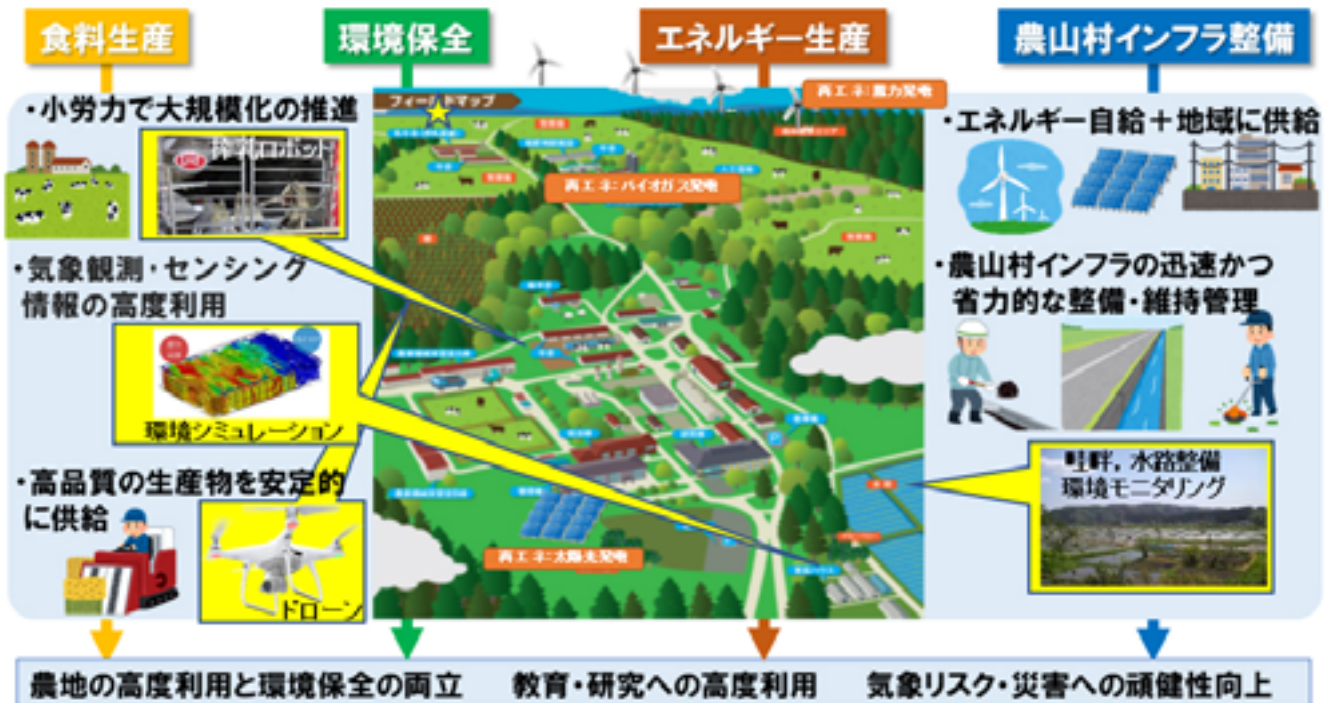 食料生産
環境保全
エネルギー生産
農山村インフラ整備
・小労力で大規模化の推進
搾乳ロボット
・気象観測・センシング
情報の高度利用
環境シミュレーション
・高品質の生産物を安定的
に供給
ドローン
フィールドマップ
再エネ:風力発電
再エネ:バイオガス発電
再エネ:太陽光発電
・エネルギー自給+地域に供給
・農山村インフラの迅速かつ
省力的な整備・維持管理
畦畔, 水路整備
環境モニタリング
農地の高度利用と環境保全の両立
教育・研究への高度利用
気象リスク・災害への頑健性向上